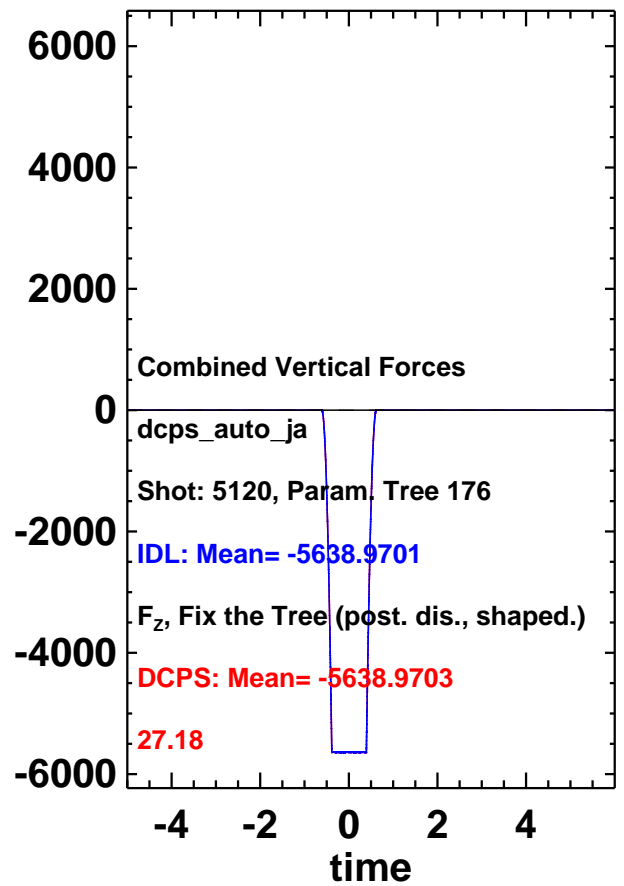 6000
4000
2000
Combined Vertical Forces
0
dcps_auto_ja
Shot: 5120, Param. Tree 176
-2000
IDL: Mean= -5638.9701
Fz, Fix the Tree (post. dis., shaped.)
-4000
DCPS: Mean= -5638.9703
27.18
-6000
-4 -2 0 2 4
time